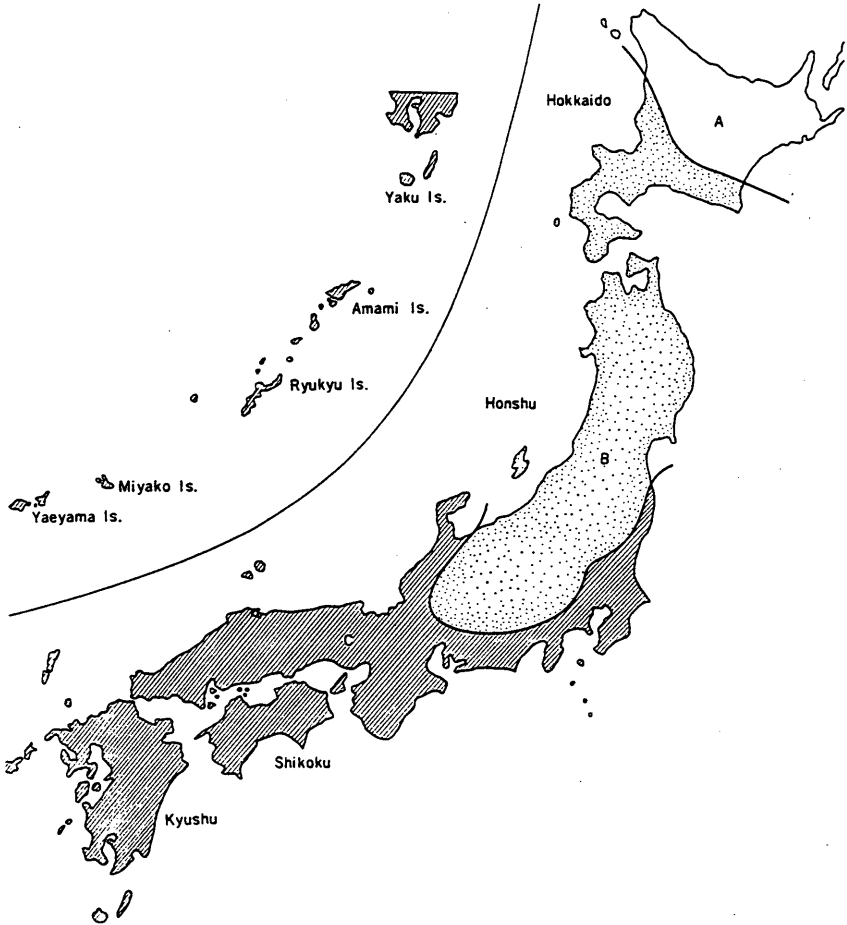 Hokkaido
A
Yaku Is.
Amami Is.
Ryukyu Is.
Honshu
B
Miyako Is.
Yaeyama Is.
C
Shikoku
Kyushu